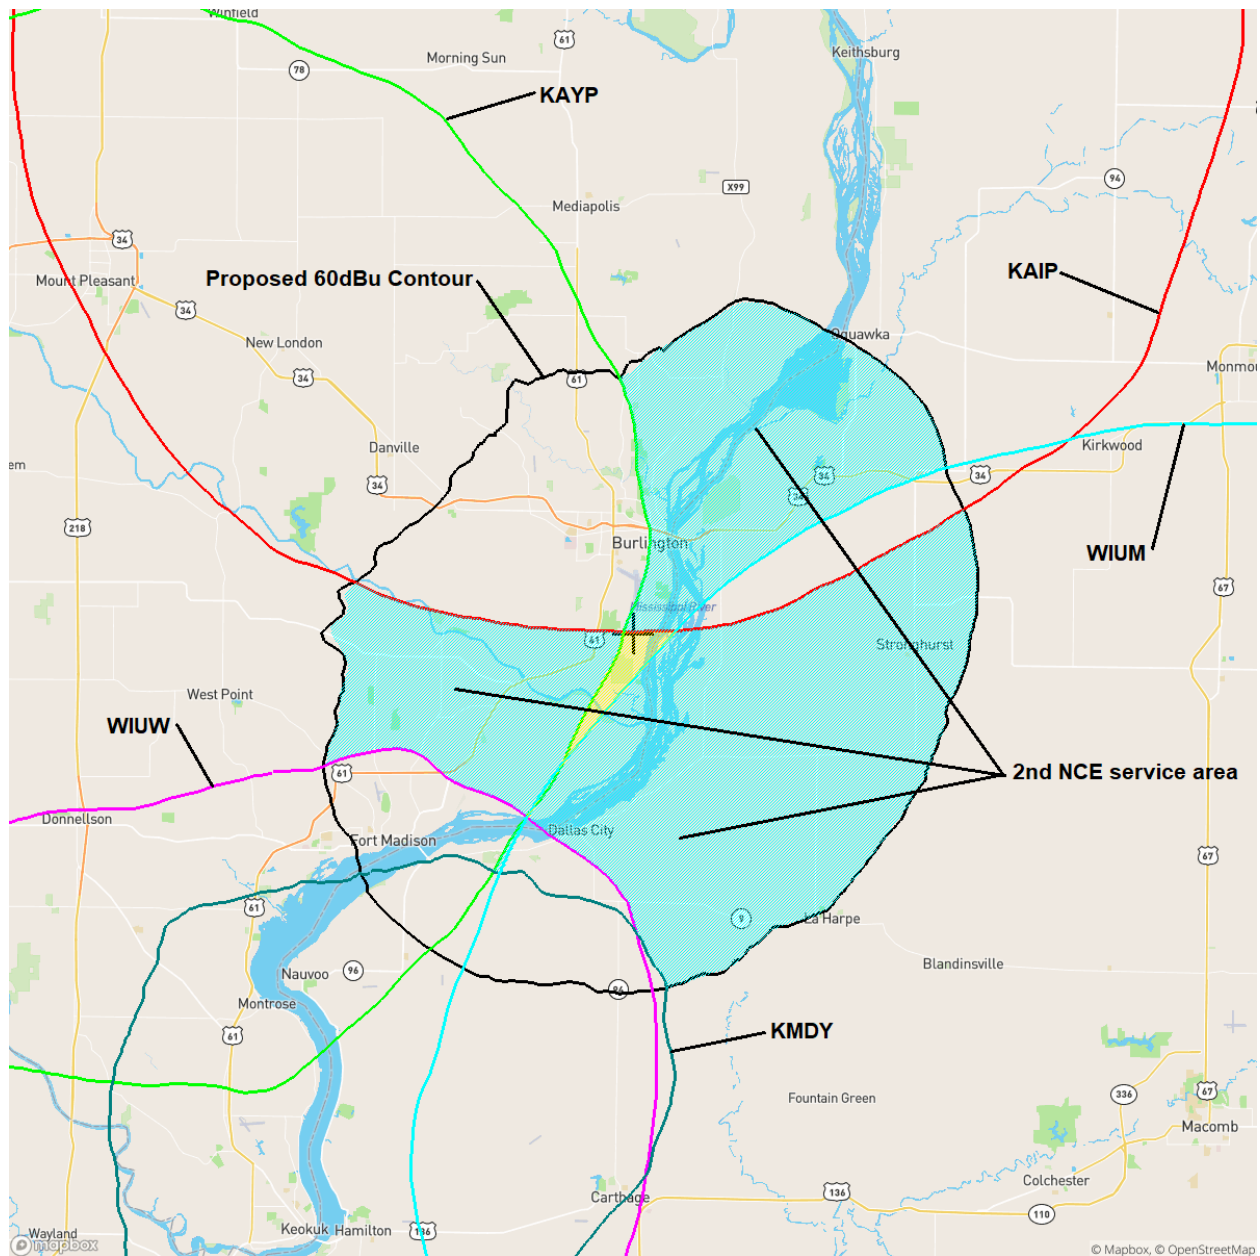 Winfield
61
Keithsburg
Morning Sun
78
KAYP
94
X99
Mediapolis
34
KAIP
Mount Pleasant
Proposed 60dBu Contour
34
Oquawka
New London
Monmou
34
61
Danville
Kirkwood
34
34
34
34
218
Burlington
WIUM
67
Mississippi River
61
Stronghurst
West Point
WIUW
61
2nd NCE service area
Donnellson
Dallas City
Fort Madison
67
61
9
La Harpe
Blandinsville
Nauvoo
96
96
Montrose
61
KMDY
Fountain Green
336
67
Macomb
Colchester
136
Carthage
110
Wayland
Keokuk
Hamilton
136
mapbox
© Mapbox, © OpenStreetMap